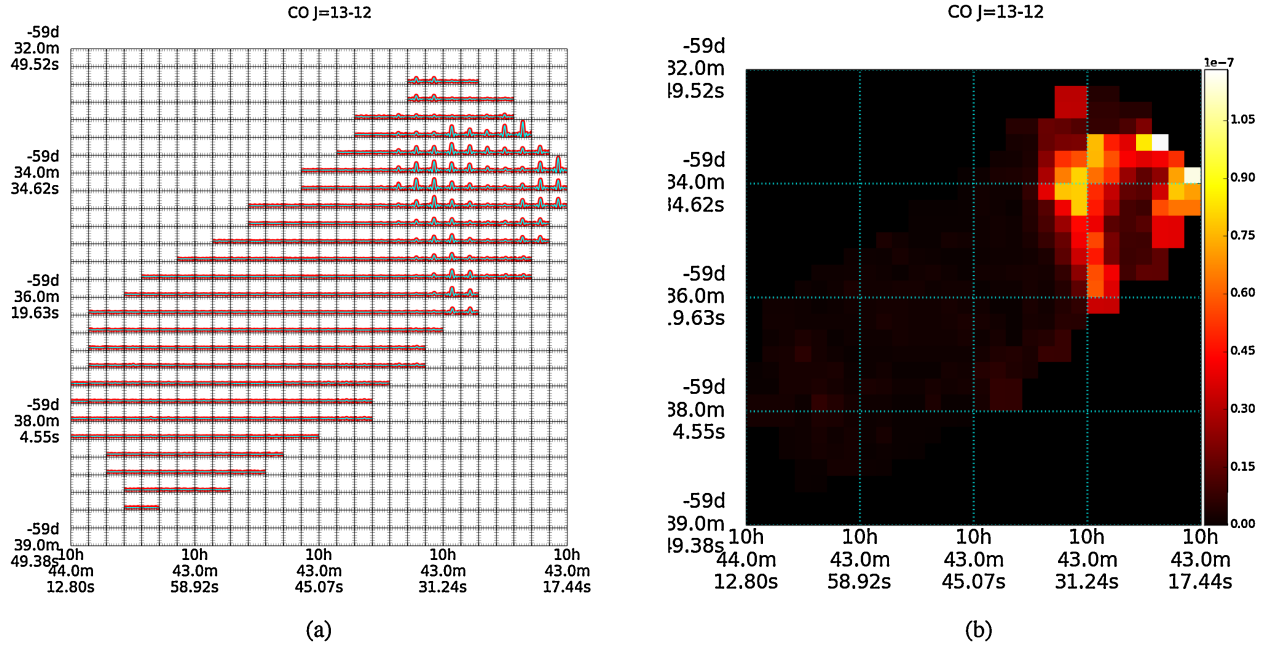 CO J=13-12
-59d
32.0m
49.52s
-59d
34.0m
34.62s
-59d
36.0m
19.63s
-59d
38.0m
4.55s
-59d
39.0m
49.38s
10h
44.0m
12.80s
10h
43.0m
58.92s
10h
43.0m
45.07s
10h
43.0m
31.24s
10h
43.0m
17.44s
(a)
CO J=13-12
-59d
32.0m
9.52s
-59d
34.0m
4.62s
-59d
36.0m
9.63s
-59d
38.0m
4.55s
-59d
39.0m
49.38s
10h
44.0m
12.80s
10h
43.0m
58.92s
10h
43.0m
45.07s
10h
43.0m
31.24s
10h
43.0m
17.44s
1e−7
1.05
0.90
0.75
0.60
0.45
0.30
0.15
0.00
(b)